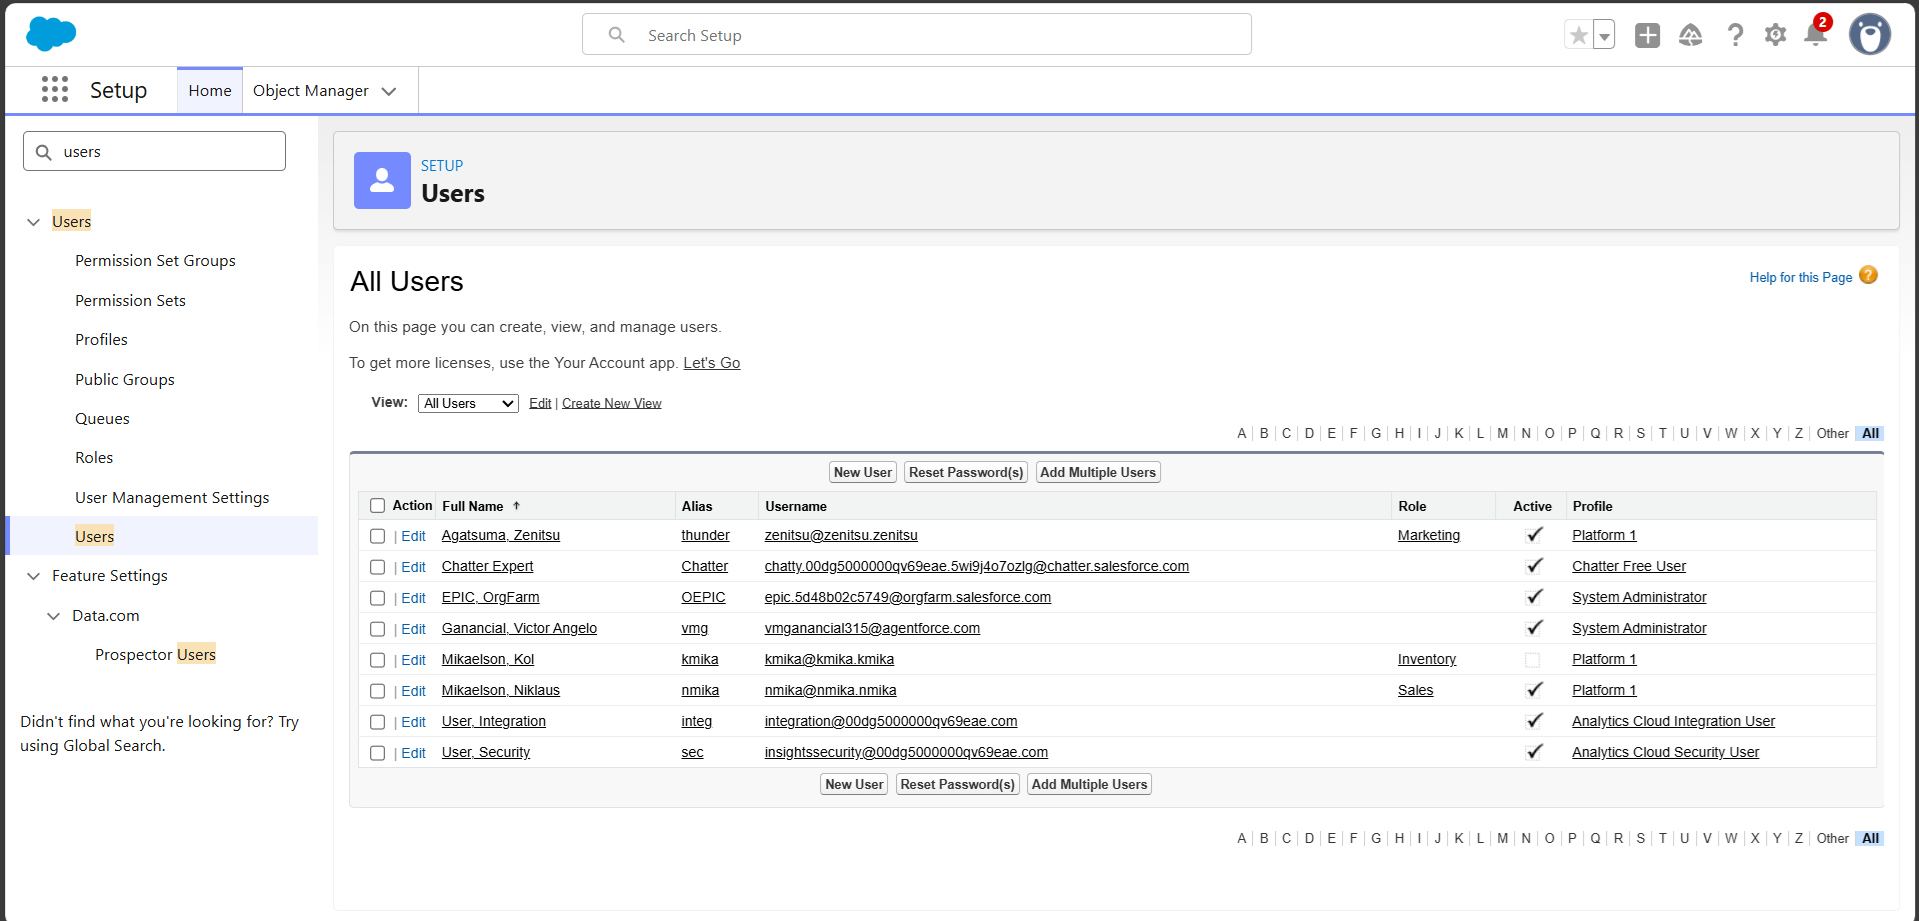 Search Setup
2
Setup
Home
Object Manager
users
Users
Permission Set Groups
Permission Sets
Profiles
Public Groups
Queues
Roles
User Management Settings
Users
Feature Settings
Data.com
Prospector Users
Didn't find what you're looking for? Try
using Global Search.
SETUP
Users
All Users
Help for this Page ?
On this page you can create, view, and manage users.
To get more licenses, use the Your Account app. Let's Go
View: All Users Edit | Create New View
A | B | C | D | E | F | G | H | I | J | K | L | M | N | O | P | Q | R | S | T | U | V | W | X | Y | Z | Other All
New User Reset Password(s) Add Multiple Users
Action Full Name ↑ Alias Username Role Active Profile
| Edit Agatsuma, Zenitsu thunder zenitsu@zenitsu.zenitsu Marketing Platform 1
| Edit Chatter Expert Chatter chatty.00dg5000000qv69eae.5wi9j4o7ozlg@chatter.salesforce.com Chatter Free User
| Edit EPIC, OrgFarm OEPIC epic.5d48b02c5749@orgfarm.salesforce.com System Administrator
| Edit Ganancial, Victor Angelo vmg vmganancial315@agentforce.com System Administrator
| Edit Mikaelson, Kol kmika kmika@kmika.kmika Inventory Platform 1
| Edit Mikaelson, Niklaus nmika nmika@nmika.nmika Sales Platform 1
| Edit User, Integration integ integration@00dg5000000qv69eae.com Analytics Cloud Integration User
| Edit User, Security sec insightssecurity@00dg5000000qv69eae.com Analytics Cloud Security User
New User Reset Password(s) Add Multiple Users
A | B | C | D | E | F | G | H | I | J | K | L | M | N | O | P | Q | R | S | T | U | V | W | X | Y | Z | Other All